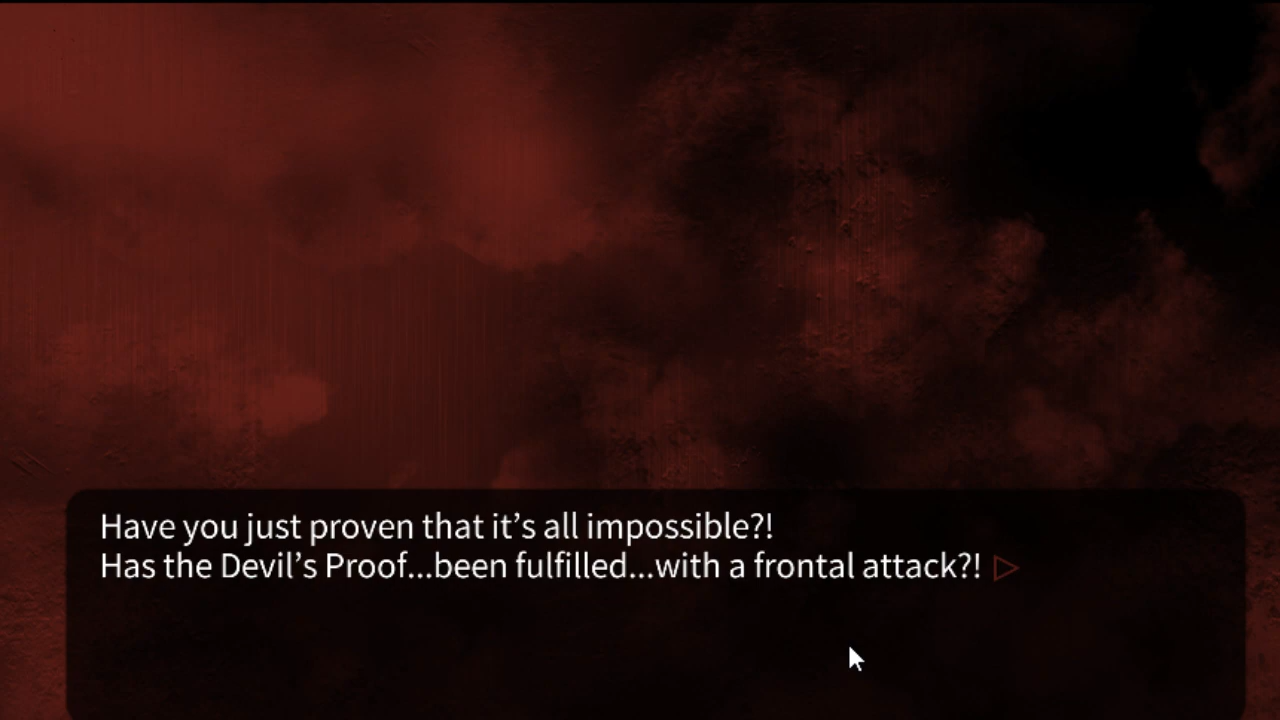 Have you just proven that it’s all impossible?!
Has the Devil’s Proof...been fulfilled...with a frontal attack?!